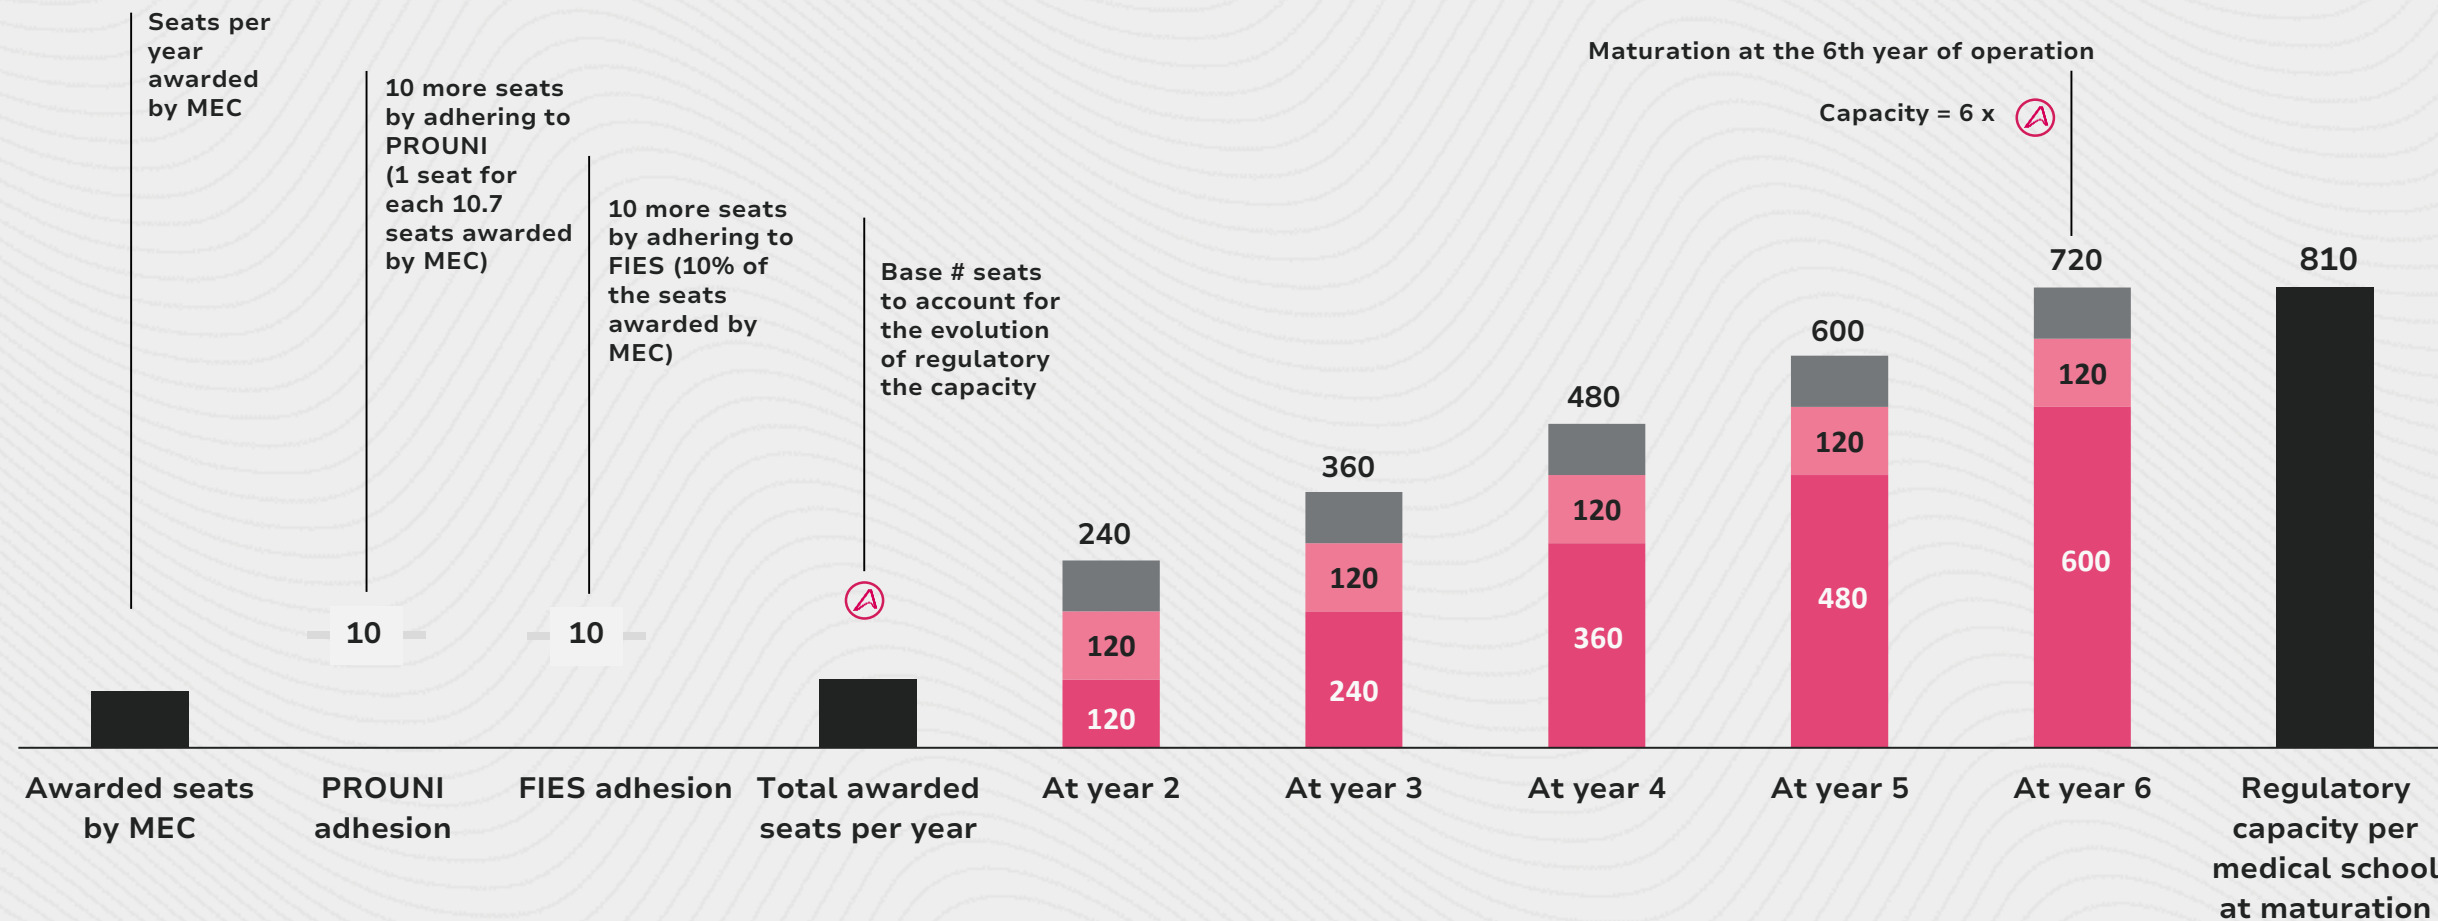 Seats per
year
awarded
by MEC
10 more seats
by adhering to
PROUNI
(1 seat for
each 10.7
seats awarded
by MEC)
10 more seats
by adhering to
FIES (10% of
the seats
awarded by
MEC)
Base # seats
to account for
the evolution
of regulatory
the capacity
Maturation at the 6th year of operation
Capacity = 6 x
10
10
240
120
120
360
120
240
480
120
360
600
120
480
720
120
600
810
Awarded seats
by MEC
PROUNI
adhesion
FIES adhesion
Total awarded
seats per year
At year 2
At year 3
At year 4
At year 5
At year 6
Regulatory
capacity per
medical school
at maturation